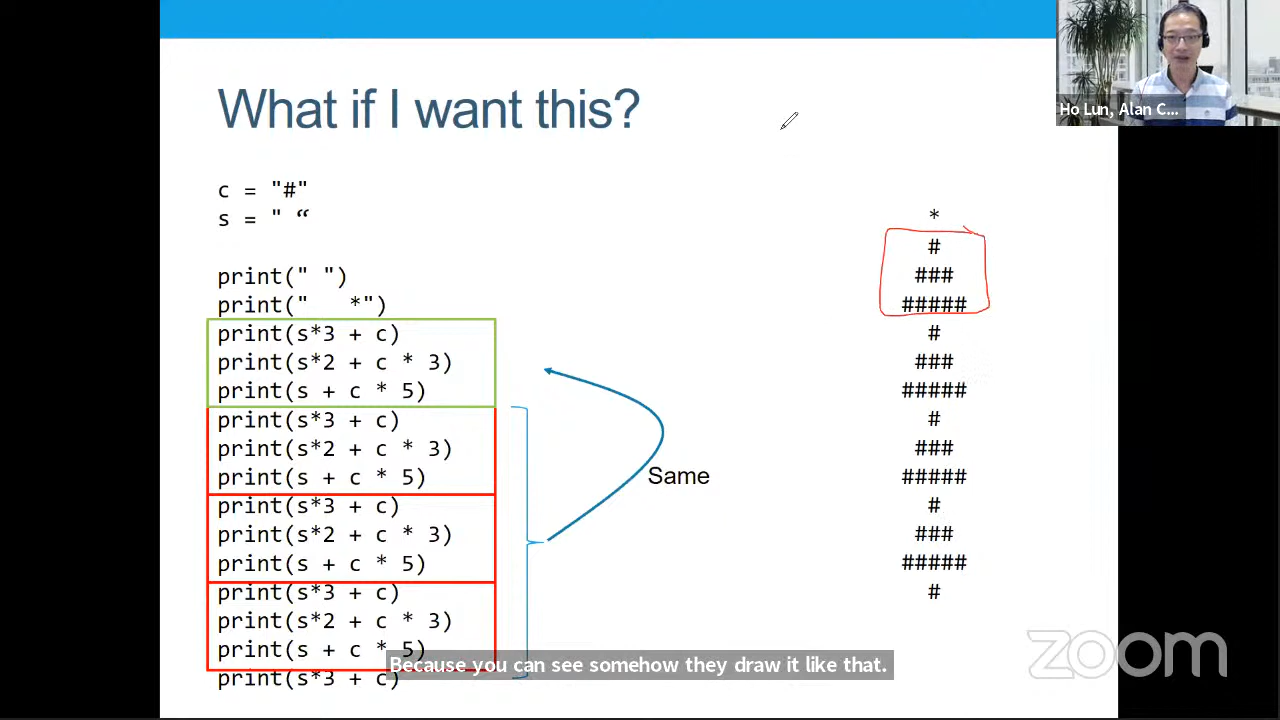 What if I want this?
c = "#"
s = " “
print(" ")
print("   *")
print(s*3 + c)
print(s*2 + c * 3)
print(s + c * 5)
print(s*3 + c)
print(s*2 + c * 3)
print(s + c * 5)
print(s*3 + c)
print(s*2 + c * 3)
print(s + c * 5)
print(s*3 + c)
print(s*2 + c * 3)
print(s + c * 5)
print(s*3 + c)
Same
*
#
###
#####
#
###
#####
#
###
#####
#
###
#####
#
Ho Lun, Alan C...
zoom
Because you can see somehow they draw it like that.